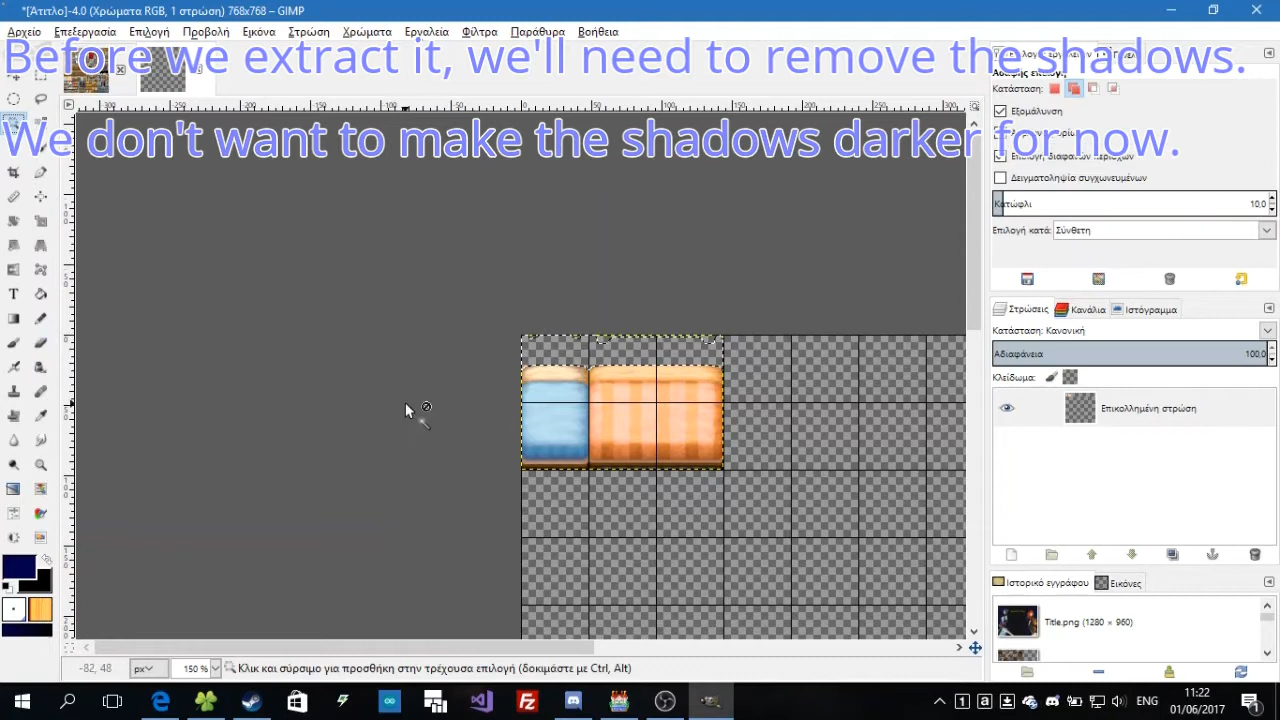 *[Άτιτλο]-4.0 (Χρώματα RGB, 1 στρώση) 768x768 – GIMP
Αρχείο Επεξεργασία Επιλογή Προβολή Εικόνα Στρώση Χρώματα Εργαλεία Φίλτρα Παράθυρα Βοήθεια
Before we extract it, we'll need to remove the shadows.
We don't want to make the shadows darker for now.
Κατάσταση:
Εξομάλυνση
Επιλογή διαφανών περιοχών
Δειγματοληψία συγχωνευμένων
Κατώφλι 10,0
Επιλογή κατά: Σύνθετη
Στρώσεις Κανάλια Ιστόγραμμα
Κατάσταση: Κανονική
Αδιαφάνεια 100,0
Κλείδωμα:
Επικολλημένη στρώση
Ιστορικό εγγράφου Εικόνες
Title.png (1280 × 960)
-82, 48 px 150 % Κλικ και σύρσιμο για προσθήκη στην τρέχουσα επιλογή (δοκιμάστε με Ctrl, Alt)
ENG
11:22
01/06/2017